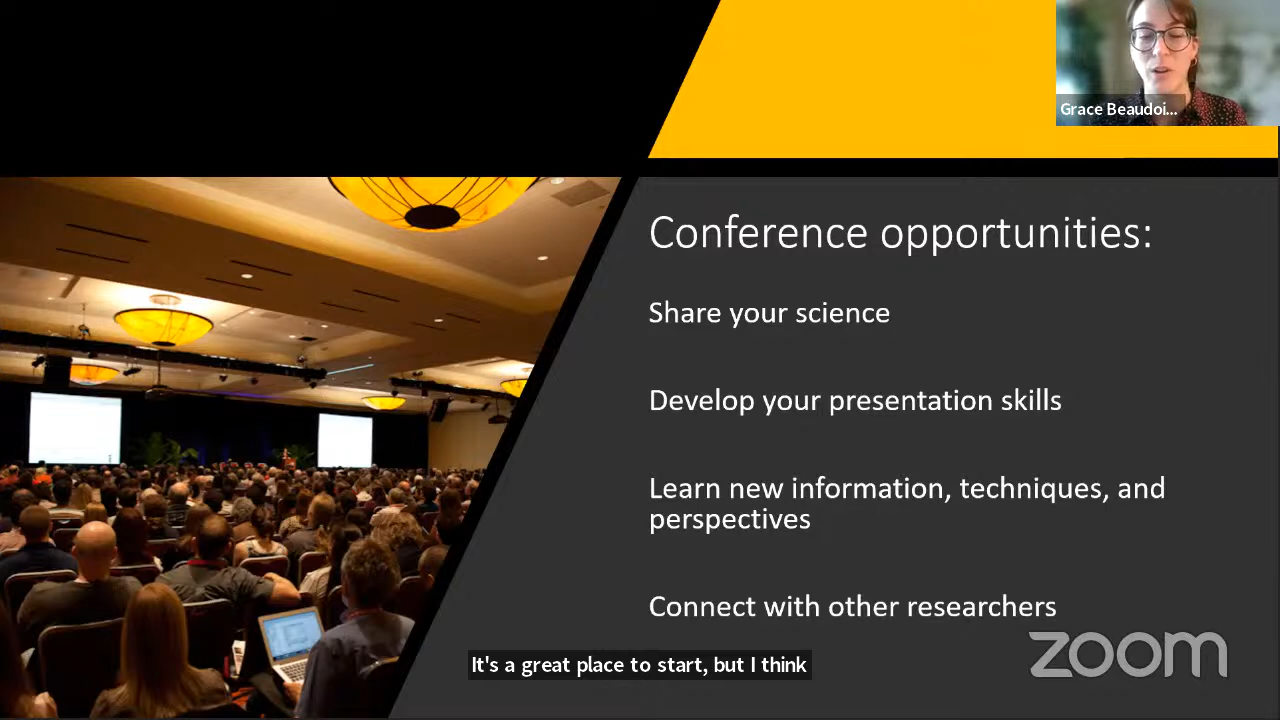 Grace Beaudoi...
Conference opportunities:
Share your science
Develop your presentation skills
Learn new information, techniques, and
perspectives
Connect with other researchers
It's a great place to start, but I think
zoom